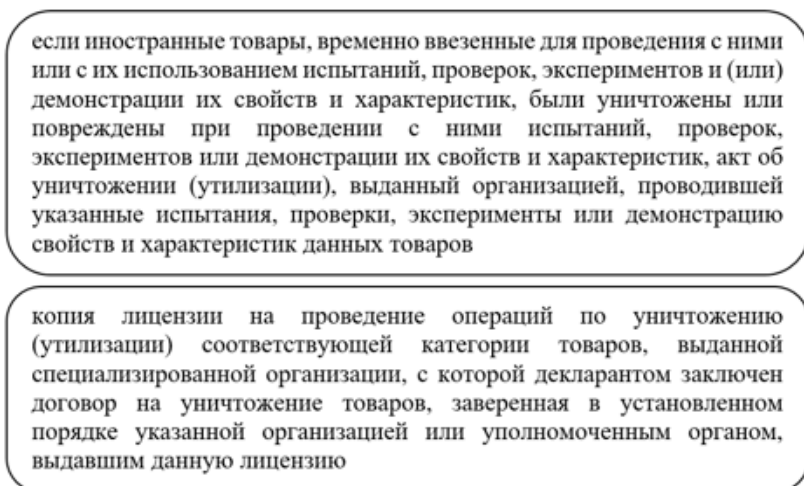 если иностранные товары, временно ввезенные для проведения с ними
или с их использованием испытаний, проверок, экспериментов и (или)
демонстрации их свойств и характеристик, были уничтожены или
повреждены при проведении с ними испытаний, проверок,
экспериментов или демонстрации их свойств и характеристик, акт об
уничтожении (утилизации), выданный организацией, проводившей
указанные испытания, проверки, эксперименты или демонстрацию
свойств и характеристик данных товаров
копия лицензии на проведение операций по уничтожению
(утилизации) соответствующей категории товаров, выданной
специализированной организации, с которой декларантом заключен
договор на уничтожение товаров, заверенная в установленном
порядке указанной организацией или уполномоченным органом,
выдавшим данную лицензию